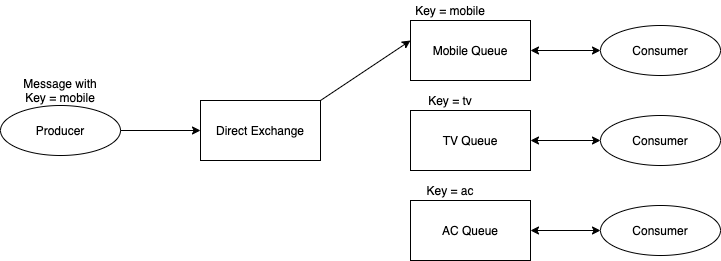 Message with
Key = mobile
Producer
Direct Exchange
Key = mobile
Mobile Queue
Consumer
Key = tv
TV Queue
Consumer
Key = ac
AC Queue
Consumer